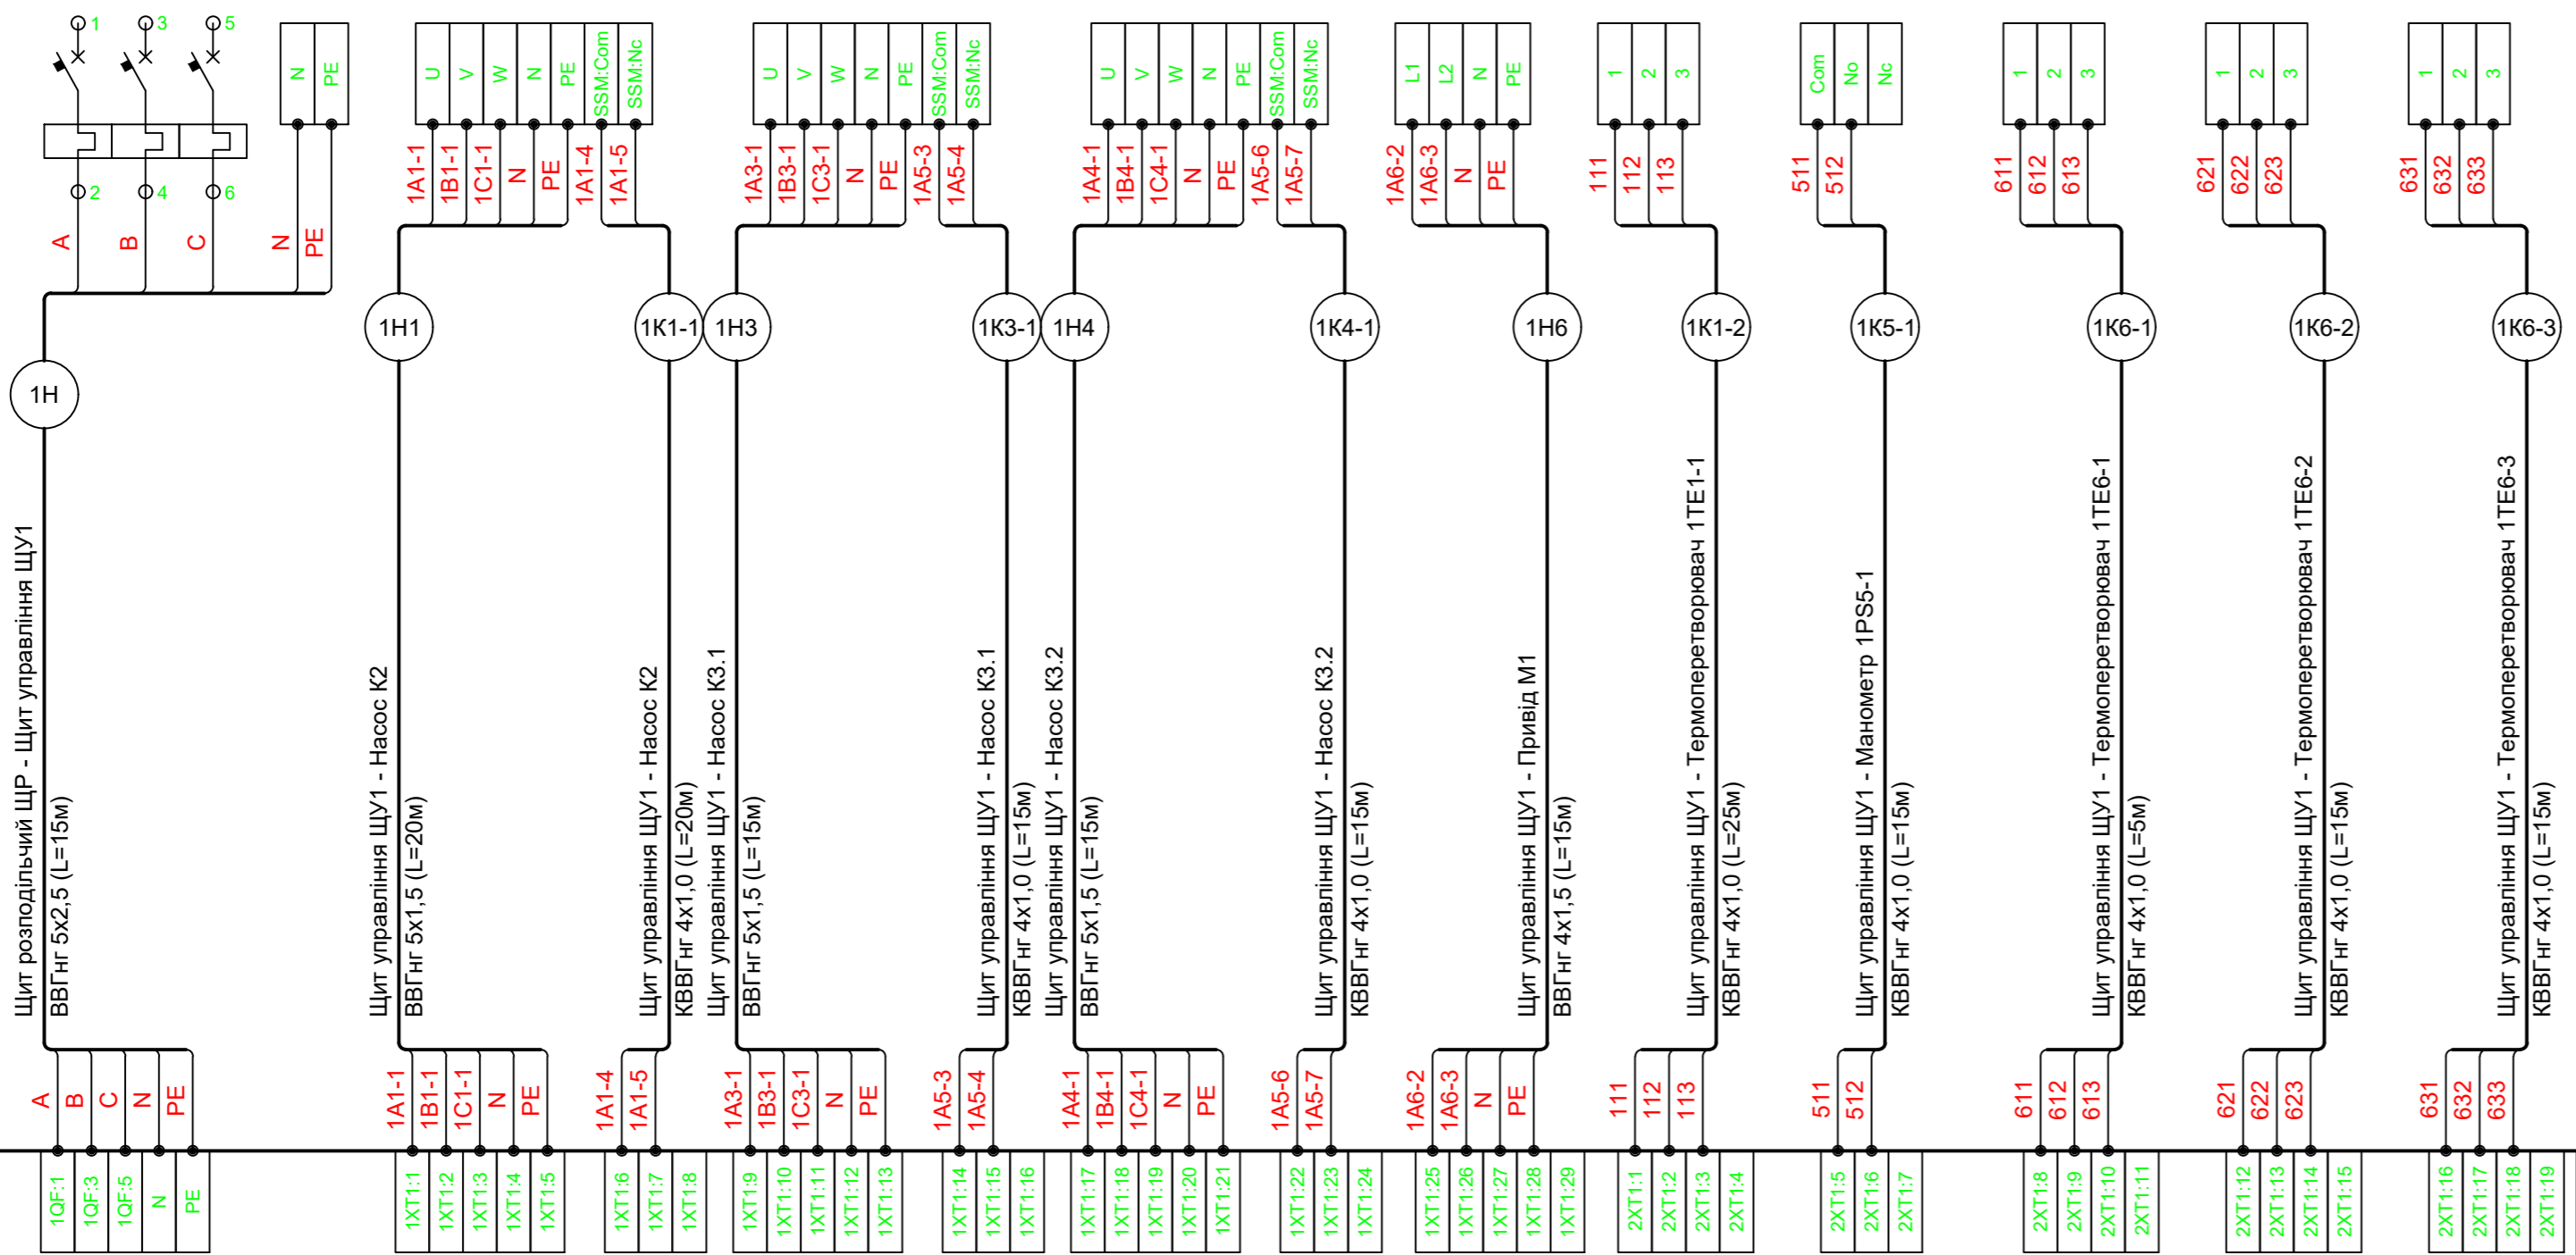 1
3
5
N
PE
U
V
W
N
PE
SSM:Com
SSM:Nc
U
V
W
N
PE
SSM:Com
SSM:Nc
U
V
W
N
PE
SSM:Com
SSM:Nc
L1
L2
N
PE
1
2
3
Com
No
Nc
1
2
3
1
2
3
1
2
3
2
4
6
A
B
C
N
PE
1A1-1
1B1-1
1C1-1
N
PE
1A1-4
1A1-5
1A3-1
1B3-1
1C3-1
N
PE
1A5-3
1A5-4
1A4-1
1B4-1
1C4-1
N
PE
1A5-6
1A5-7
1A6-2
1A6-3
N
PE
111
112
113
511
512
611
612
613
621
622
623
631
632
633
1Н
1Н1
1К1-1
1Н3
1К3-1
1Н4
1К4-1
1Н6
1К1-2
1К5-1
1К6-1
1К6-2
1К6-3
Щит розподільчий ЩР - Щит управління ЩУ1
ВВГнг 5х2,5 (L=15м)
Щит управління ЩУ1 - Насос К2
ВВГнг 5х1,5 (L=20м)
Щит управління ЩУ1 - Насос К2
КВВГнг 4х1,0 (L=20м)
Щит управління ЩУ1 - Насос К3.1
ВВГнг 5х1,5 (L=15м)
Щит управління ЩУ1 - Насос К3.1
КВВГнг 4х1,0 (L=15м)
Щит управління ЩУ1 - Насос К3.2
ВВГнг 5х1,5 (L=15м)
Щит управління ЩУ1 - Насос К3.2
КВВГнг 4х1,0 (L=15м)
Щит управління ЩУ1 - Привід М1
ВВГнг 4х1,5 (L=15м)
Щит управління ЩУ1 - Термоперетворювач 1ТЕ1-1
КВВГнг 4х1,0 (L=25м)
Щит управління ЩУ1 - Манометр 1PS5-1
КВВГнг 4х1,0 (L=15м)
Щит управління ЩУ1 - Термоперетворювач 1ТЕ6-1
КВВГнг 4х1,0 (L=5м)
Щит управління ЩУ1 - Термоперетворювач 1ТЕ6-2
КВВГнг 4х1,0 (L=15м)
Щит управління ЩУ1 - Термоперетворювач 1ТЕ6-3
КВВГнг 4х1,0 (L=15м)
A
B
C
N
PE
1A1-1
1B1-1
1C1-1
N
PE
1A1-4
1A1-5
1A3-1
1B3-1
1C3-1
N
PE
1A5-3
1A5-4
1A4-1
1B4-1
1C4-1
N
PE
1A5-6
1A5-7
1A6-2
1A6-3
N
PE
111
112
113
511
512
611
612
613
621
622
623
631
632
633
1QF:1
1QF:3
1QF:5
N
PE
1XT1:1
1XT1:2
1XT1:3
1XT1:4
1XT1:5
1XT1:6
1XT1:7
1XT1:8
1XT1:9
1XT1:10
1XT1:11
1XT1:12
1XT1:13
1XT1:14
1XT1:15
1XT1:16
1XT1:17
1XT1:18
1XT1:19
1XT1:20
1XT1:21
1XT1:22
1XT1:23
1XT1:24
1XT1:25
1XT1:26
1XT1:27
1XT1:28
1XT1:29
2XT1:1
2XT1:2
2XT1:3
2XT1:4
2XT1:5
2XT1:6
2XT1:7
2XT1:8
2XT1:9
2XT1:10
2XT1:11
2XT1:12
2XT1:13
2XT1:14
2XT1:15
2XT1:16
2XT1:17
2XT1:18
2XT1:19